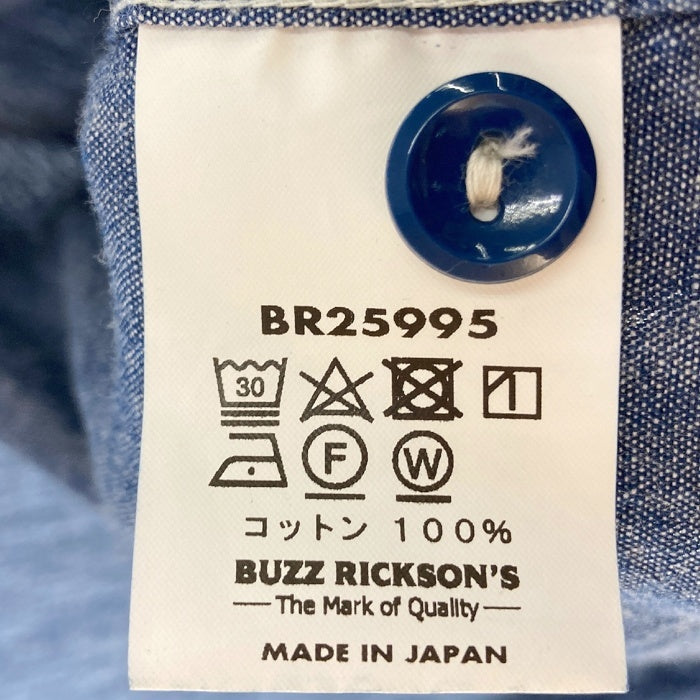 BR25995
30
F W
コットン 100%
BUZZ RICKSON'S
The Mark of Quality
MADE IN JAPAN